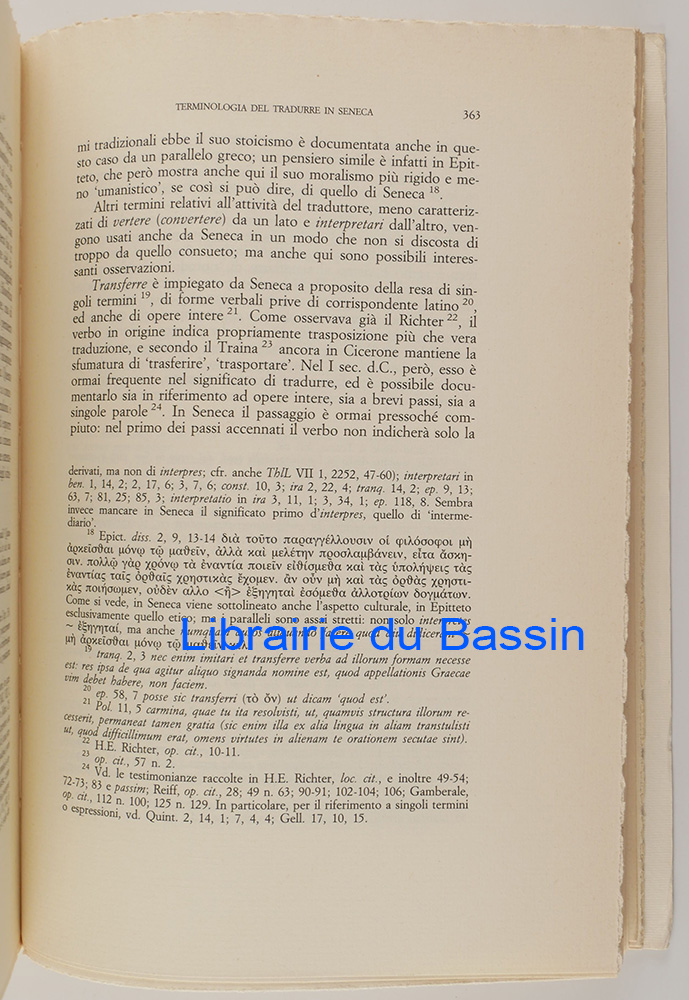 TERMINOLOGIA DEL TRADURRE IN SENECA 363
mi tradizionali ebbe il suo stoicismo è documentata anche in que-
sto caso da un parallelo greco; un pensiero simile è infatti in Epit-
teto, che però mostra anche qui il suo moralismo più rigido e me-
no ‘umanistico’, se così si può dire, di quello di Seneca 18.
Altri termini relativi all’attività del traduttore, meno caratteriz-
zati di vertere (convertere) da un lato e interpretari dall’altro, ven-
gono usati anche da Seneca in un modo che non si discosta di
troppo da quello consueto; ma anche qui sono possibili interes-
santi osservazioni.
Transferre è impiegato da Seneca a proposito della resa di sin-
goli termini 19, di forme verbali prive di corrispondente latino 20,
ed anche di opere intere 21. Come osservava già il Richter 22, il
verbo in origine indica propriamente trasposizione più che vera
traduzione, e secondo il Traina 23 ancora in Cicerone mantiene la
sfumatura di ‘trasferire’, ‘trasportare’. Nel I sec. d.C., però, esso è
ormai frequente nel significato di tradurre, ed è possibile docu-
mentarlo sia in riferimento ad opere intere, sia a brevi passi, sia a
singole parole 24. In Seneca il passaggio è ormai pressoché com-
piuto: nel primo dei passi accennati il verbo non indicherà solo la
derivati, ma non di interpres; cfr. anche ThlL VII 1, 2252, 47-60); interpretari in
ben. 1, 14, 2; 2, 17, 6; 3, 7, 6; const. 10, 3; ira 2, 22, 4; tranq. 14, 2; ep. 9, 13;
63, 7; 81, 25; 85, 3; interpretatio in ira 3, 11, 1; 3, 34, 1; ep. 118, 8. Sembra
invece mancare in Seneca il significato primo d’interpres, quello di ‘interme-
diario’.
18 Epict. diss. 2, 9, 13-14 διὰ τοῦτο παραγγέλλουσιν οἱ φιλόσοφοι μὴ
ἀρκεῖσθαι μόνῳ τῷ μαθεῖν, ἀλλὰ καὶ μελέτην προσλαμβάνειν, εἶτα ἄσκη-
σιν. πολλῷ γὰρ χρόνῳ τὰ ἐναντία ποιεῖν εἰθίσμεθα καὶ τὰς ὑπολήψεις τὰς
ἐναντίας ταῖς ὀρθαῖς χρηστικὰς ἔχομεν. ἂν οὖν μὴ καὶ τὰς ὀρθὰς χρηστι-
κὰς ποιήσωμεν, οὐδὲν αλλο <ἢ> ἐξηγηταὶ ἐσόμεθα ἀλλοτρίων δογμάτων.
Come si vede, in Seneca viene sottolineato anche l’aspetto culturale, in Epitteto
esclusivamente quello etico; ma i paralleli sono assai stretti: non solo interpretes
~ ἐξηγηταί, ma anche numquam
μὴ ἀρκεῖσθαι μόνῳ τῷ μαθεῖν
Librairie du Bassin
19 tranq. 2, 3 nec enim imitari et transferre verba ad illorum formam necesse
est: res ipsa de qua agitur aliquo signanda nomine est, quod appellationis Graecae
vim debet habere, non faciem.
20 ep. 58, 7 posse sic transferri (τὸ ὄν) ut dicam ‘quod est’.
21 Pol. 11, 5 carmina, quae tu ita resolvisti, ut, quamvis structura illorum re-
cesserit, permaneat tamen gratia (sic enim illa ex alia lingua in aliam transtulisti
ut, quod difficillimum erat, omens virtutes in alienam te orationem secutae sint).
22 H.E. Richter, op. cit., 10-11.
23 op. cit., 57 n. 2.
24 Vd. le testimonianze raccolte in H.E. Richter, loc. cit., e inoltre 49-54;
72-73; 83 e passim; Reiff, op. cit., 28; 49 n. 63; 90-91; 102-104; 106; Gamberale,
op. cit., 112 n. 100; 125 n. 129. In particolare, per il riferimento a singoli termini
o espressioni, vd. Quint. 2, 14, 1; 7, 4, 4; Gell. 17, 10, 15.